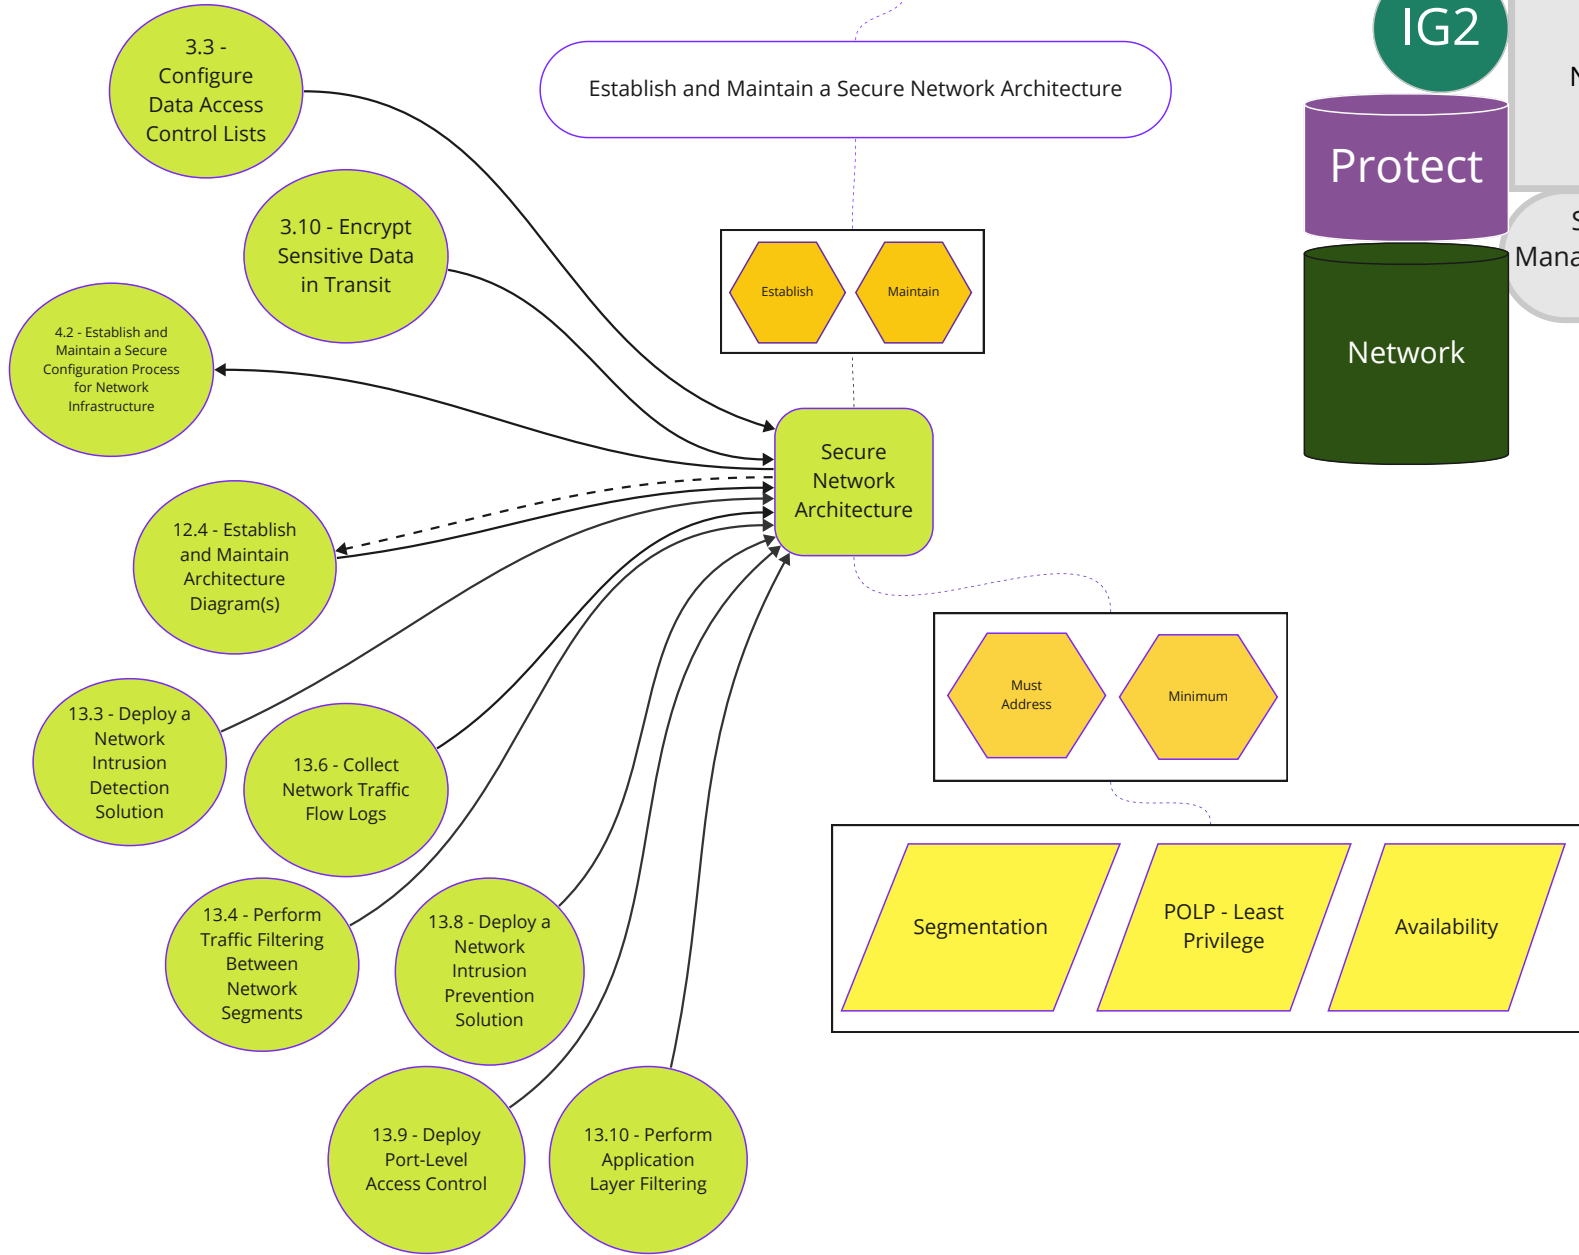 3.3 -
Configure
Data Access
Control Lists
Establish and Maintain a Secure Network Architecture
IG2
Protect
Network
3.10 - Encrypt
Sensitive Data
in Transit
Establish
Maintain
4.2 - Establish and
Maintain a Secure
Configuration Process
for Network
Infrastructure
Secure
Network
Architecture
12.4 - Establish
and Maintain
Architecture
Diagram(s)
Must
Address
Minimum
13.3 - Deploy a
Network
Intrusion
Detection
Solution
13.6 - Collect
Network Traffic
Flow Logs
Segmentation
POLP - Least
Privilege
Availability
13.4 - Perform
Traffic Filtering
Between
Network
Segments
13.8 - Deploy a
Network
Intrusion
Prevention
Solution
13.9 - Deploy
Port-Level
Access Control
13.10 - Perform
Application
Layer Filtering